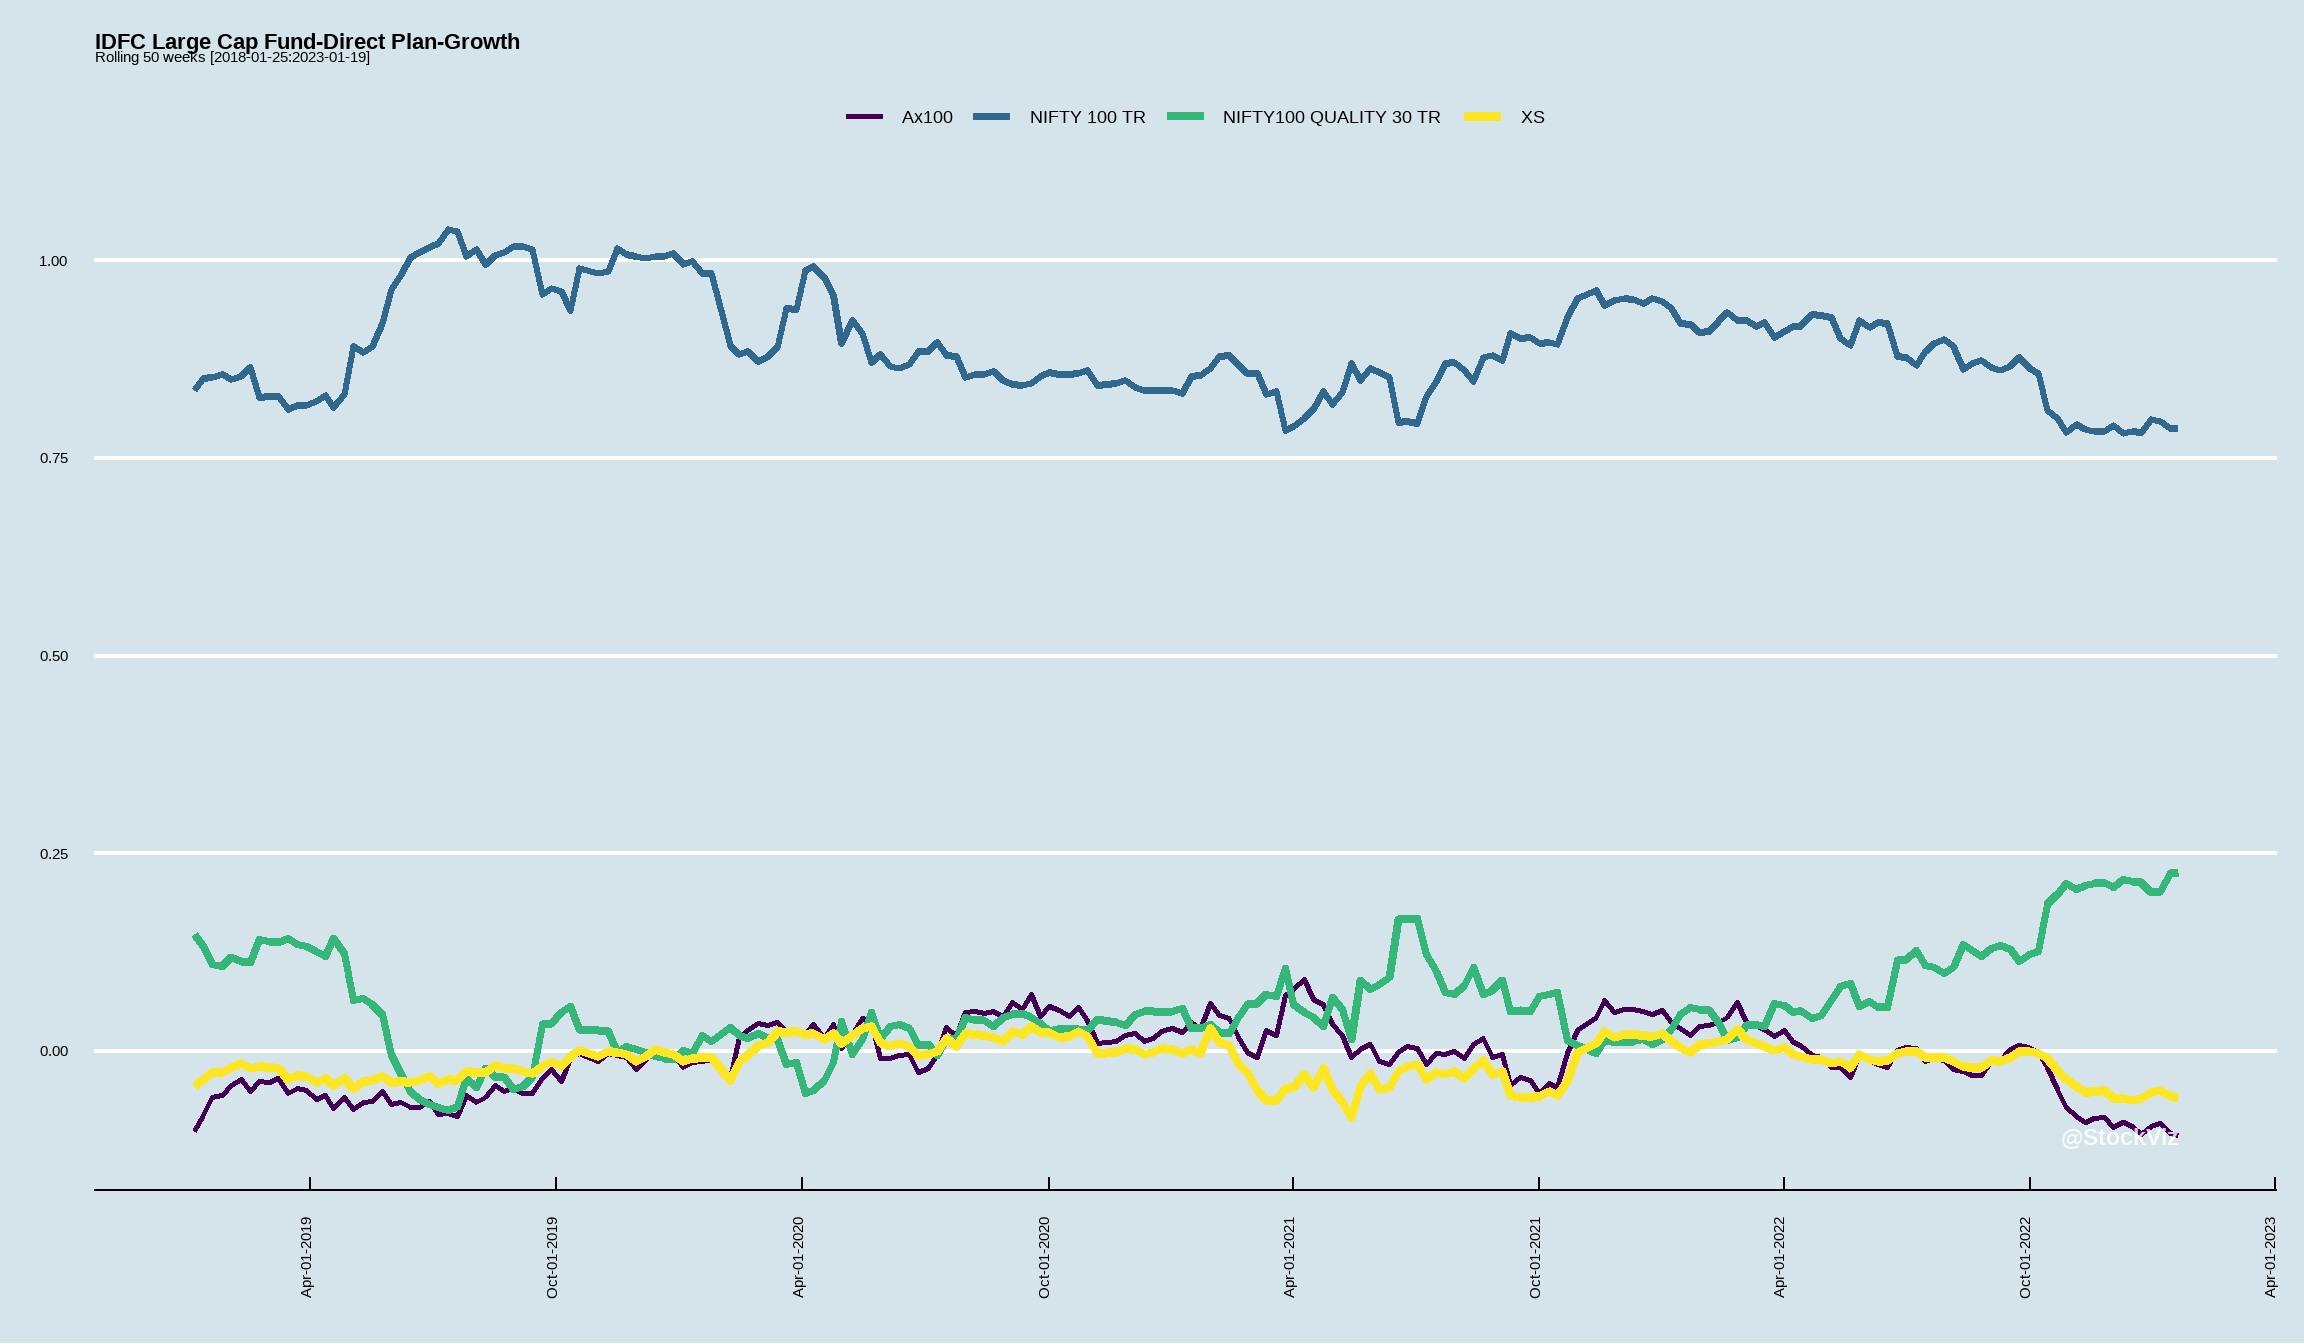 IDFC Large Cap Fund-Direct Plan-Growth
Rolling 50 weeks [2018-01-25:2023-01-19]
Ax100 NIFTY 100 TR NIFTY100 QUALITY 30 TR XS
1.00
0.75
0.50
0.25
0.00
@StockViz
Apr-01-2019 Oct-01-2019 Apr-01-2020 Oct-01-2020 Apr-01-2021 Oct-01-2021 Apr-01-2022 Oct-01-2022 Apr-01-2023